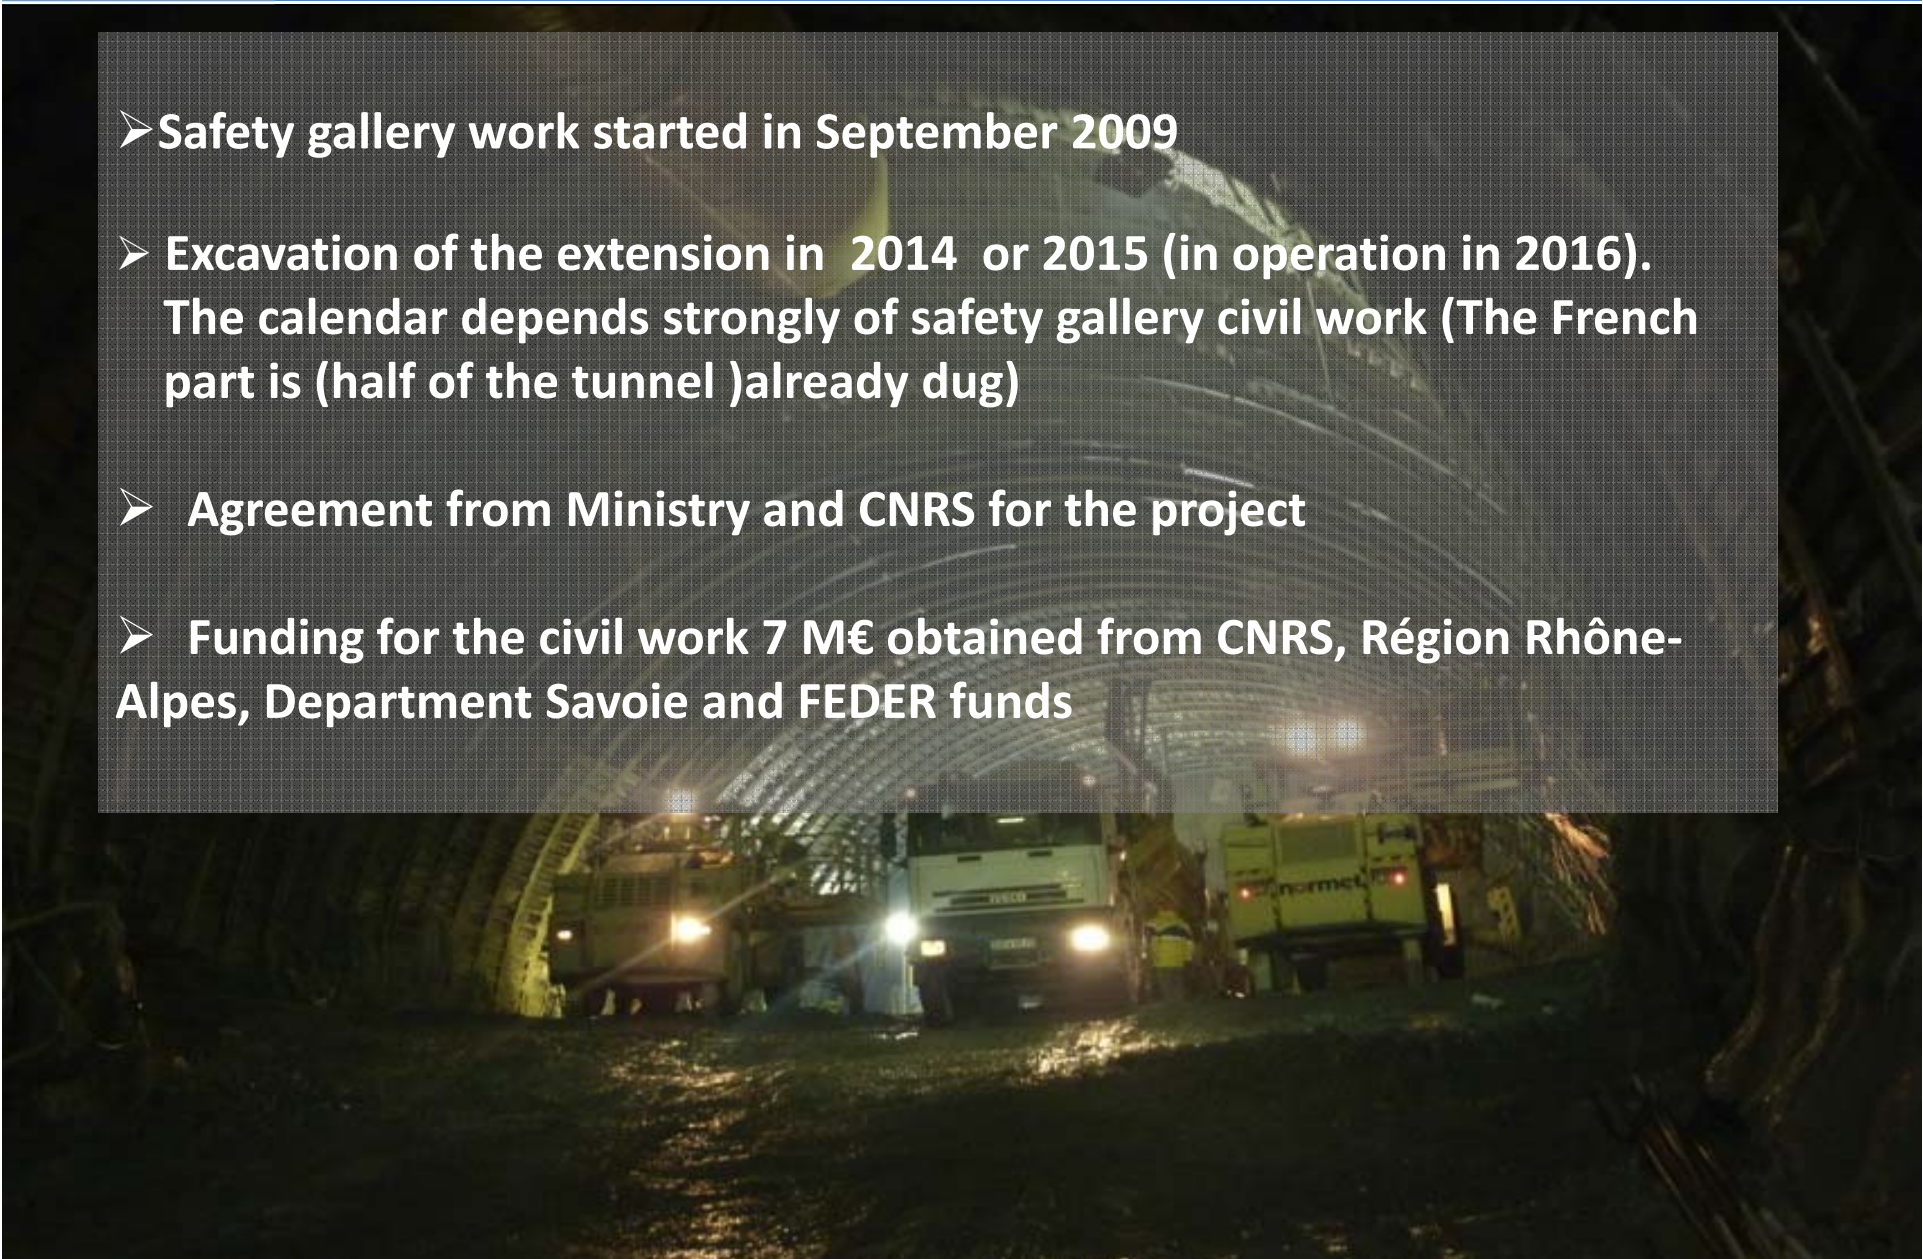 ➢Safety gallery work started in September 2009
➢ Excavation of the extension in 2014 or 2015 (in operation in 2016).
The calendar depends strongly of safety gallery civil work (The French
part is (half of the tunnel )already dug)
➢ Agreement from Ministry and CNRS for the project
➢ Funding for the civil work 7 M€ obtained from CNRS, Région Rhône-
Alpes, Department Savoie and FEDER funds
IVECO
normet